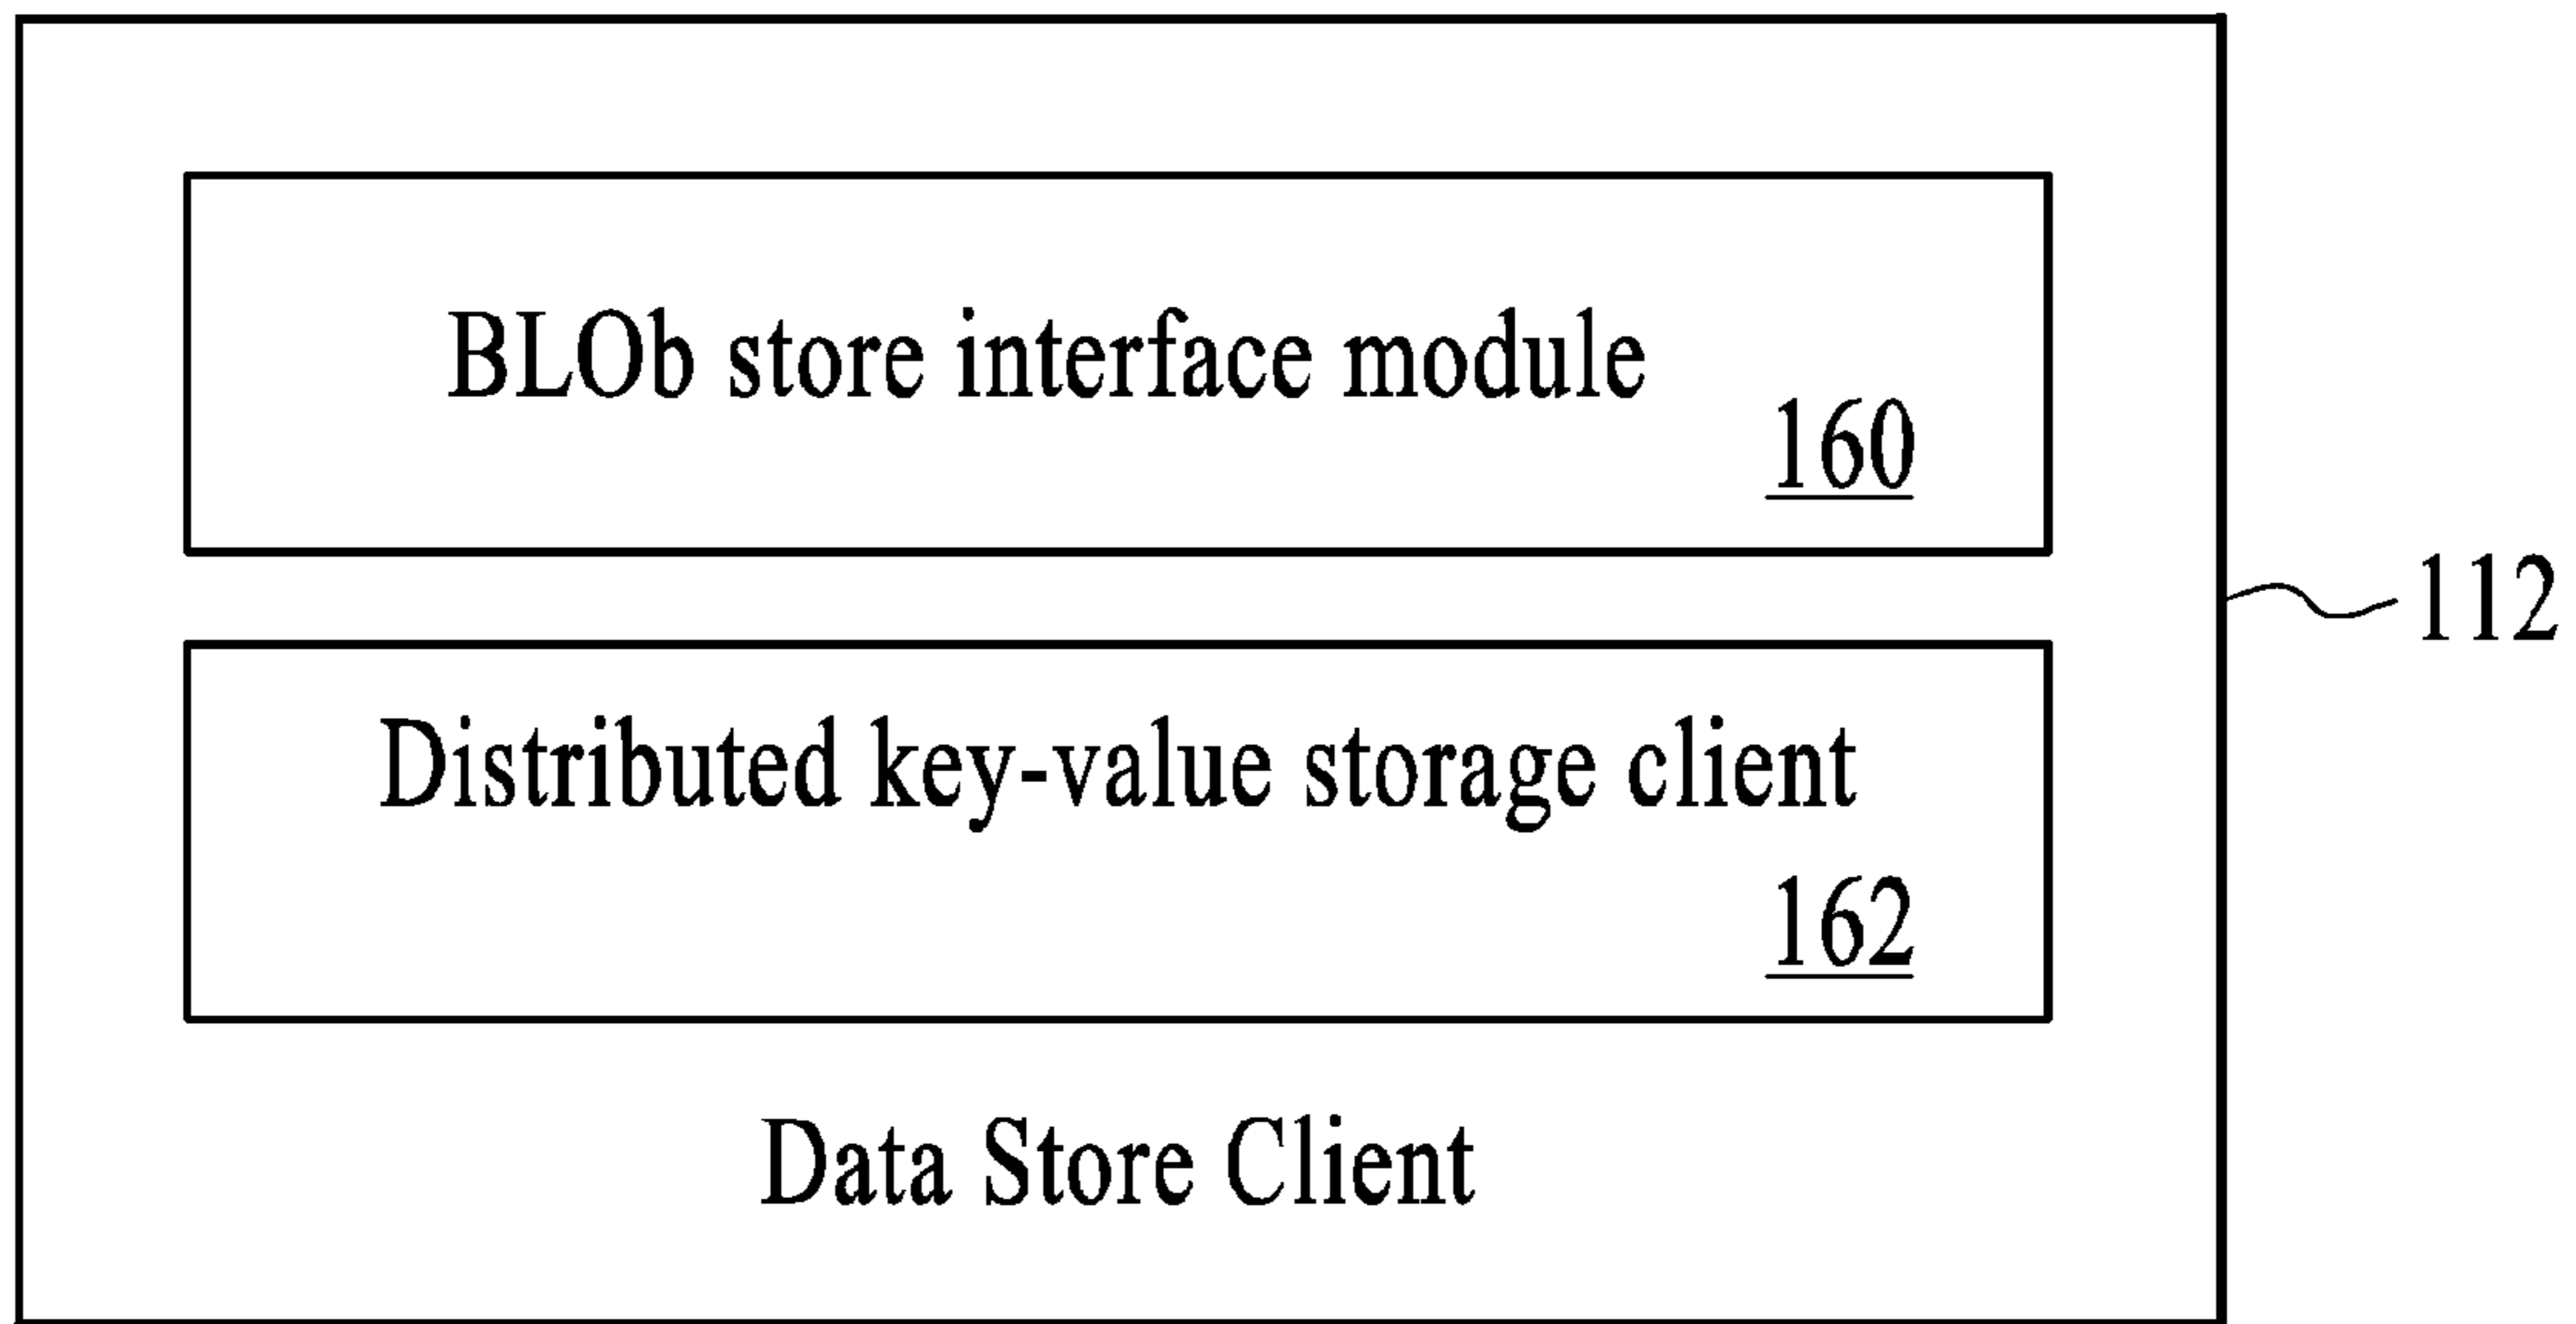 BLOb store interface module
160
112
Distributed key-value storage client
162
Data Store Client